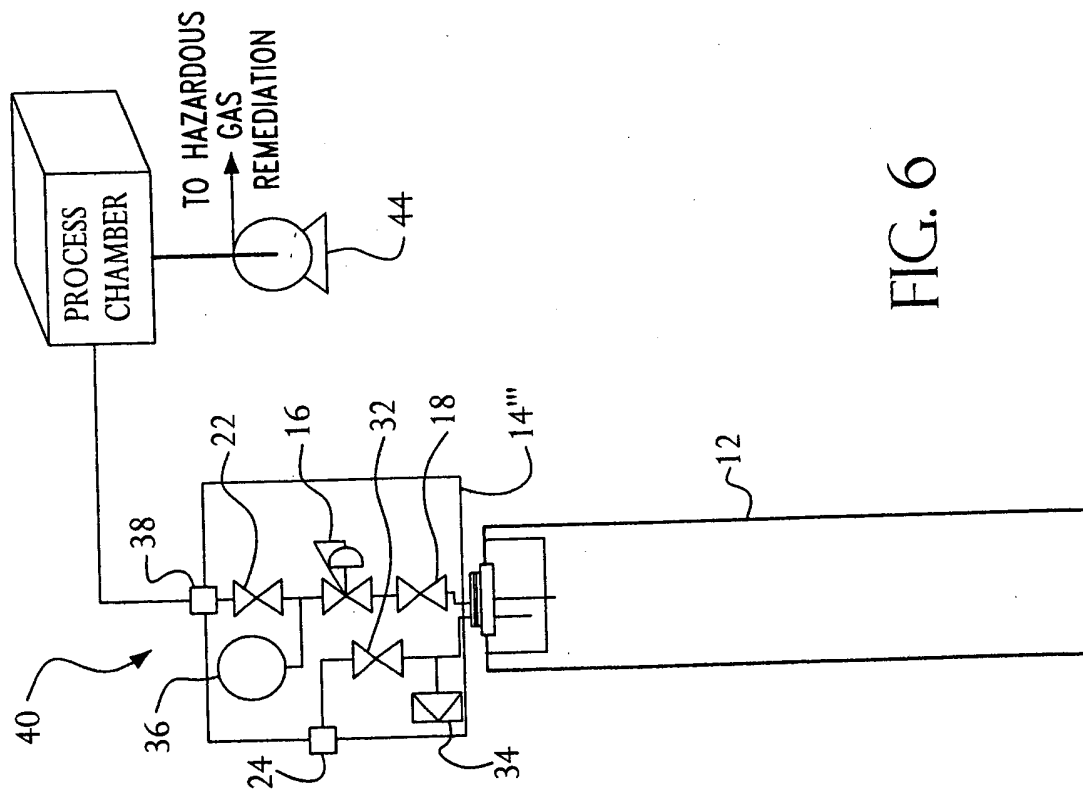 PROCESS
CHAMBER
TO HAZARDOUS
GAS
REMEDIATION
44
22
16
32
18
14'''
12
38
40
36
24
34
FIG. 6